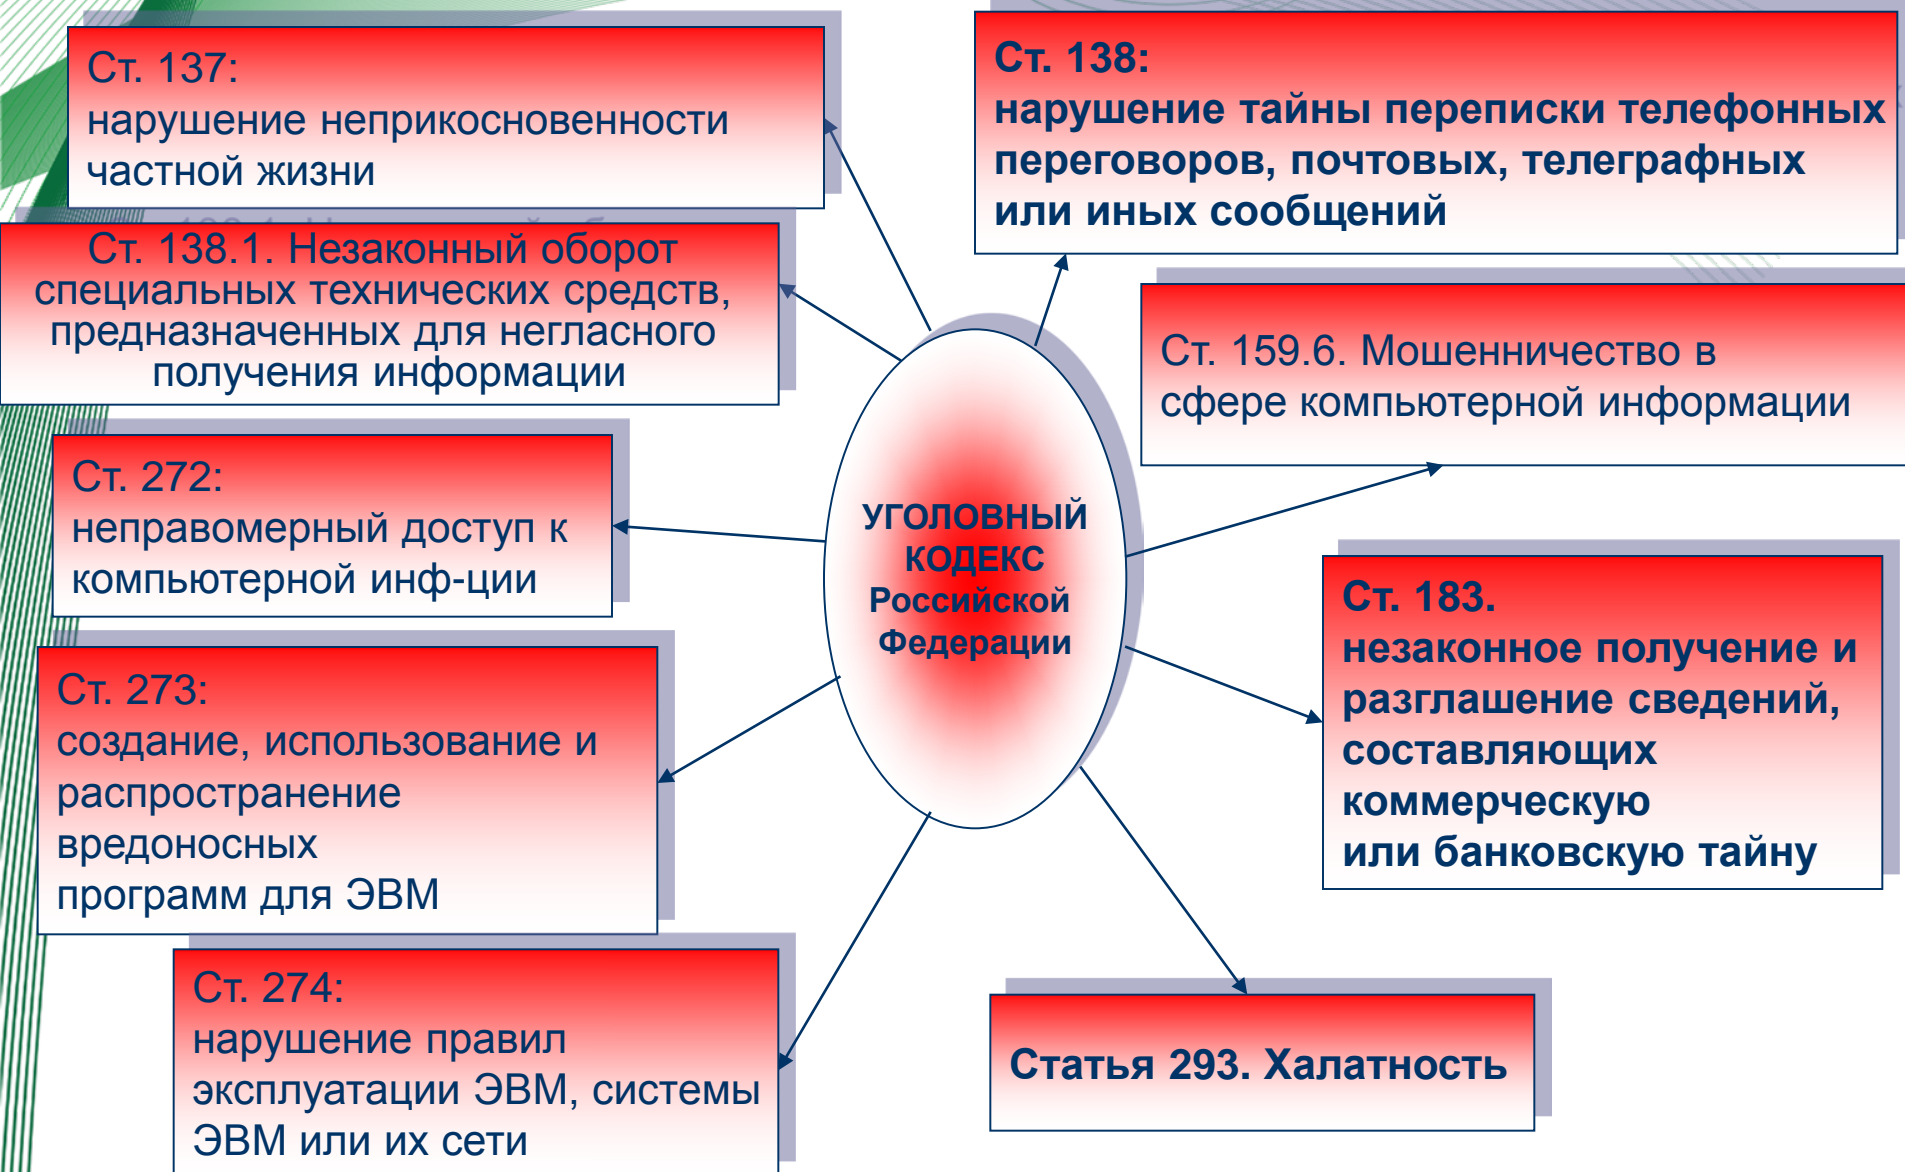 Ст. 137:
нарушение неприкосновенности
частной жизни
Ст. 138:
нарушение тайны переписки телефонных
переговоров, почтовых, телеграфных
или иных сообщений
Ст. 138.1. Незаконный оборот
специальных технических средств,
предназначенных для негласного
получения информации
Ст. 159.6. Мошенничество в
сфере компьютерной информации
Ст. 272:
неправомерный доступ к
компьютерной инф-ции
УГОЛОВНЫЙ
КОДЕКС
Российской
Федерации
Ст. 183.
незаконное получение и
разглашение сведений,
составляющих
коммерческую
или банковскую тайну
Ст. 273:
создание, использование и
распространение
вредоносных
программ для ЭВМ
Ст. 274:
нарушение правил
эксплуатации ЭВМ, системы
ЭВМ или их сети
Статья 293. Халатность